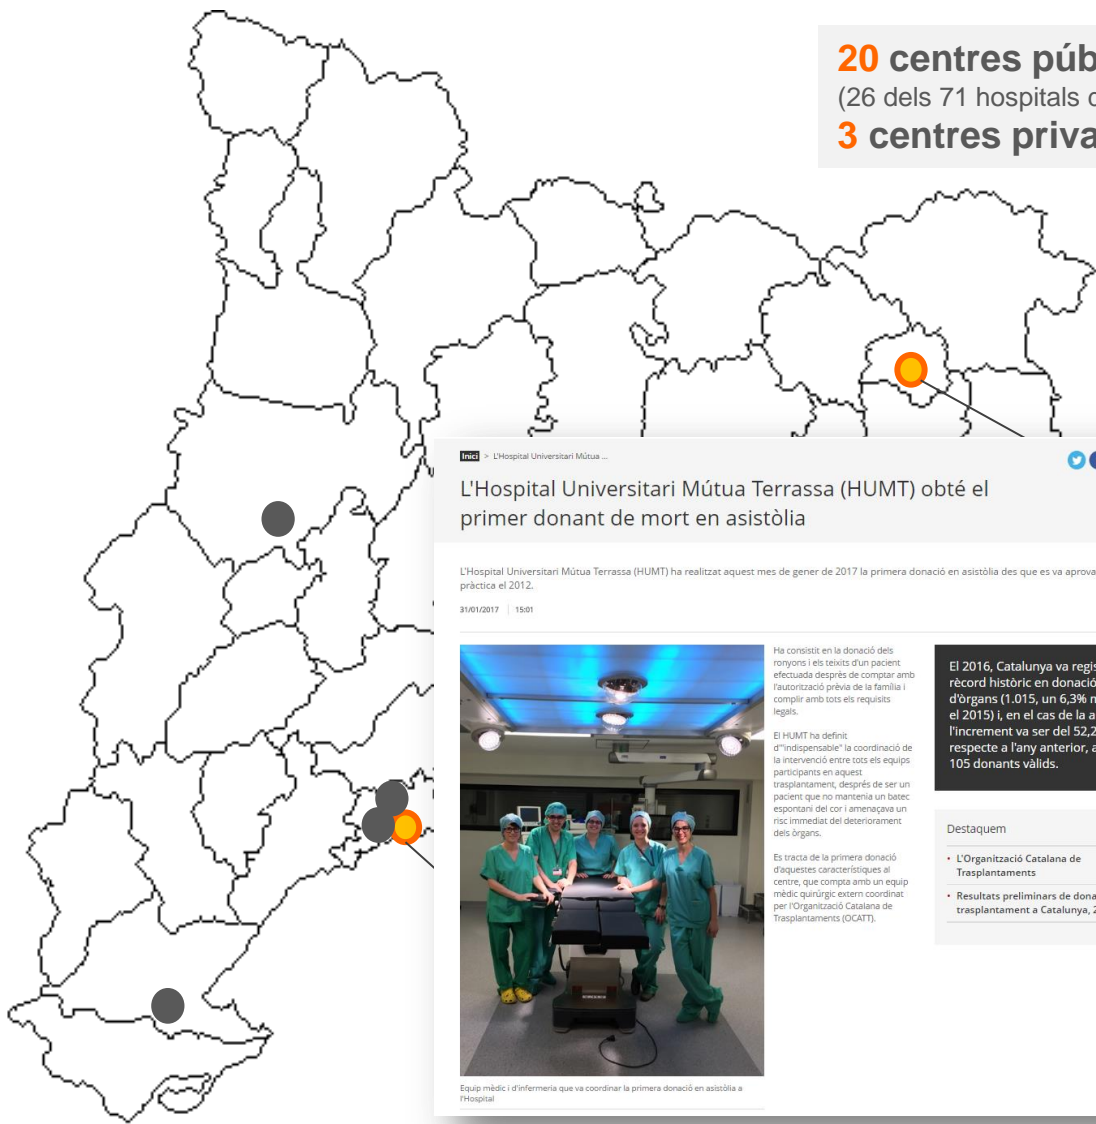 20 centres púb
(26 dels 71 hospitals
3 centres priva
Inici > L'Hospital Universitari Mútua ...
L'Hospital Universitari Mútua Terrassa (HUMT) obté el
primer donant de mort en asistòlia
L'Hospital Universitari Mútua Terrassa (HUMT) ha realitzat aquest mes de gener de 2017 la primera donació en asistòlia des que es va aprova
pràctica el 2012.
31/01/2017 | 15:01
Ha consistit en la donació dels
ronyons i els teixits d'un pacient
efectuada després de comptar amb
l'autorització prèvia de la família i
complir amb tots els requisits
legals.
El HUMT ha definit
d'"indispensable" la coordinació de
la intervenció entre tots els equips
participants en aquest
trasplantament, després de ser un
pacient que no mantenia un batec
espontani del cor i amenaçava un
risc immediat del deteriorament
dels òrgans.
Es tracta de la primera donació
d'aquestes característiques al
centre, que compta amb un equip
mèdic quirúrgic extern coordinat
per l'Organització Catalana de
Trasplantaments (OCATT).
Equip mèdic i d'infermeria que va coordinar la primera donació en asistòlia a
l'Hospital
El 2016, Catalunya va regis
rècord històric en donació
d'òrgans (1.015, un 6,3% m
el 2015) i, en el cas de la a
l'increment va ser del 52,2
respecte a l'any anterior, a
105 donants vàlids.
Destaquem
• L'Organització Catalana de
Trasplantaments
• Resultats preliminars de dona
trasplantament a Catalunya, 2